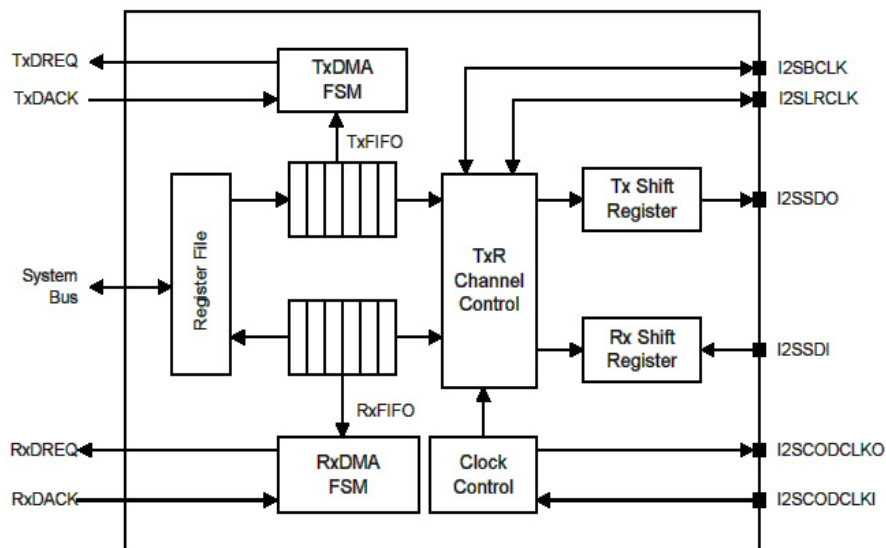 TxDREQ
TxDMA
FSM
I2SBCLK
TxDACK
I2SLRCLK
TxFIFO
Tx Shift
Register
I2SSDO
Register File
TxR
Channel
Control
System
Bus
Rx Shift
Register
I2SSDI
RxFIFO
RxDREQ
RxDMA
FSM
Clock
Control
I2SCODCLKO
RxDACK
I2SCODCLKI